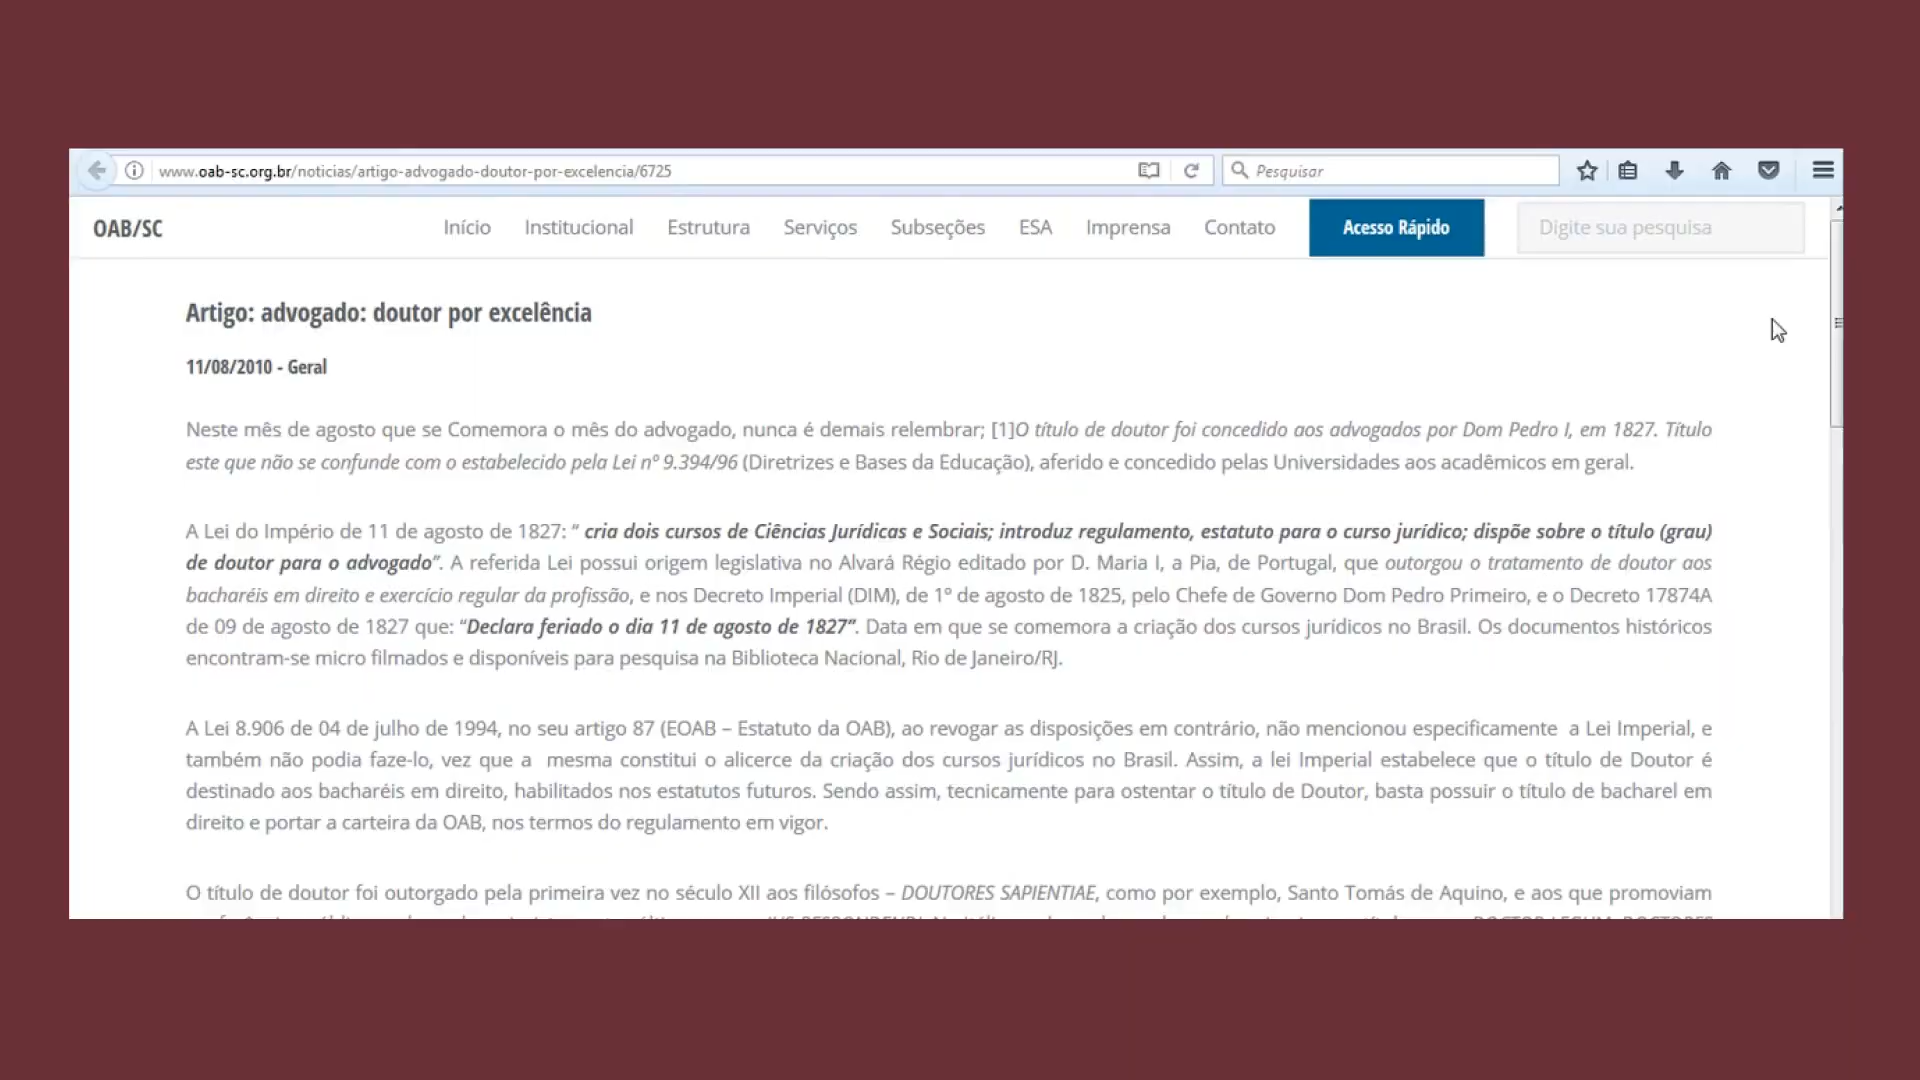 www.oab-sc.org.br/noticias/artigo-advogado-doutor-por-excelencia/6725
Pesquisar
OAB/SC
Início Institucional Estrutura Serviços Subseções ESA Imprensa Contato Acesso Rápido Digite sua pesquisa
Artigo: advogado: doutor por excelência
11/08/2010 - Geral
Neste mês de agosto que se Comemora o mês do advogado, nunca é demais relembrar; [1]O título de doutor foi concedido aos advogados por Dom Pedro I, em 1827. Título
este que não se confunde com o estabelecido pela Lei nº 9.394/96 (Diretrizes e Bases da Educação), aferido e concedido pelas Universidades aos acadêmicos em geral.
A Lei do Império de 11 de agosto de 1827: “ cria dois cursos de Ciências Jurídicas e Sociais; introduz regulamento, estatuto para o curso jurídico; dispõe sobre o título (grau)
de doutor para o advogado”. A referida Lei possui origem legislativa no Alvará Régio editado por D. Maria I, a Pia, de Portugal, que outorgou o tratamento de doutor aos
bacharéis em direito e exercício regular da profissão, e nos Decreto Imperial (DIM), de 1º de agosto de 1825, pelo Chefe de Governo Dom Pedro Primeiro, e o Decreto 17874A
de 09 de agosto de 1827 que: “Declara feriado o dia 11 de agosto de 1827”. Data em que se comemora a criação dos cursos jurídicos no Brasil. Os documentos históricos
encontram-se micro filmados e disponíveis para pesquisa na Biblioteca Nacional, Rio de Janeiro/RJ.
A Lei 8.906 de 04 de julho de 1994, no seu artigo 87 (EOAB – Estatuto da OAB), ao revogar as disposições em contrário, não mencionou especificamente a Lei Imperial, e
também não podia faze-lo, vez que a mesma constitui o alicerce da criação dos cursos jurídicos no Brasil. Assim, a lei Imperial estabelece que o título de Doutor é
destinado aos bacharéis em direito, habilitados nos estatutos futuros. Sendo assim, tecnicamente para ostentar o título de Doutor, basta possuir o título de bacharel em
direito e portar a carteira da OAB, nos termos do regulamento em vigor.
O título de doutor foi outorgado pela primeira vez no século XII aos filósofos – DOUTORES SAPIENTIAE, como por exemplo, Santo Tomás de Aquino, e aos que promoviam